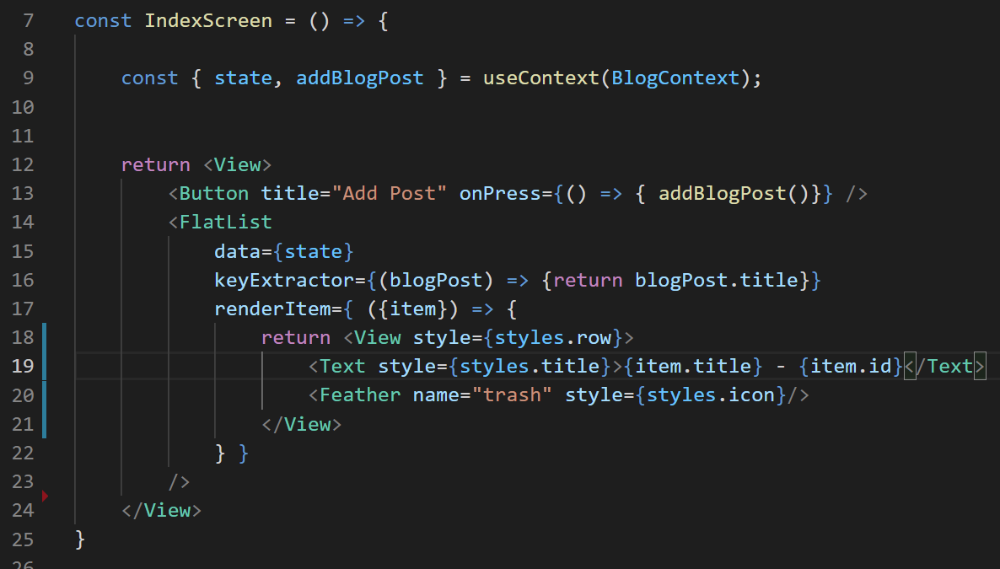 7 const IndexScreen = () => {
8
9     const { state, addBlogPost } = useContext(BlogContext);
10
11
12     return <View>
13         <Button title="Add Post" onPress={() => { addBlogPost()}} />
14         <FlatList
15             data={state}
16             keyExtractor={(blogPost) => {return blogPost.title}}
17             renderItem={ ({item}) => {
18                 return <View style={styles.row}>
19                     <Text style={styles.title}>{item.title} - {item.id}</Text>
20                     <Feather name="trash" style={styles.icon}/>
21                 </View>
22             } }
23         />
24     </View>
25 }
26